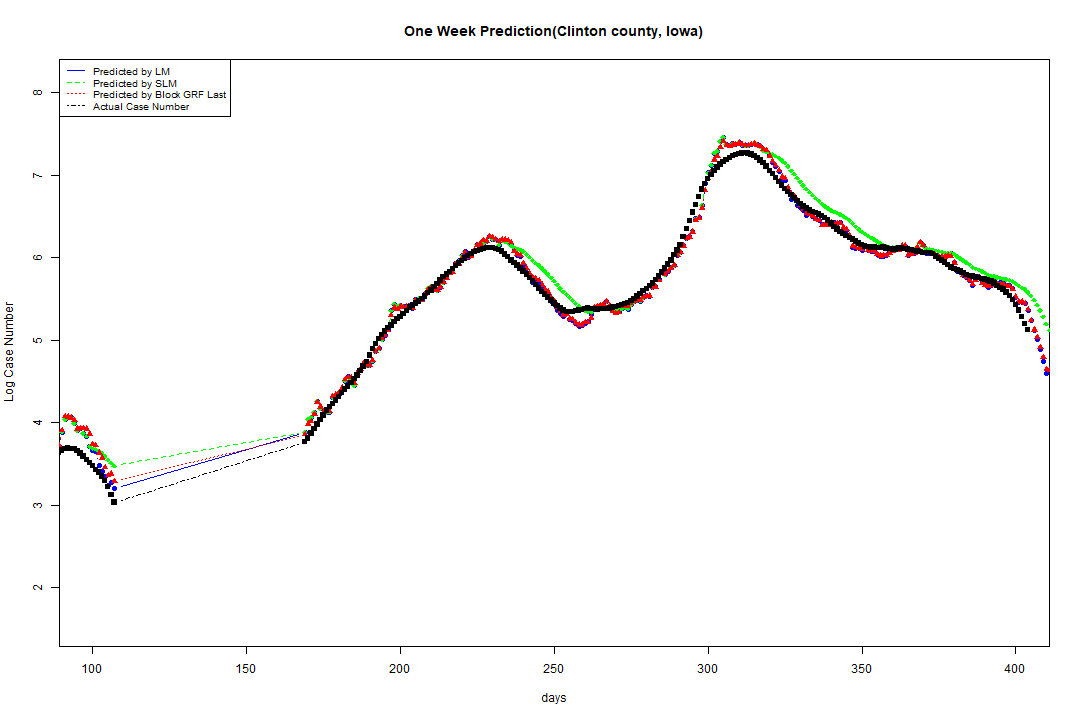 One Week Prediction(Clinton county, Iowa)
Predicted by LM
Predicted by SLM
Predicted by Block GRF Last
Actual Case Number
8
7
6
5
4
3
2
Log Case Number
100 150 200 250 300 350 400
days